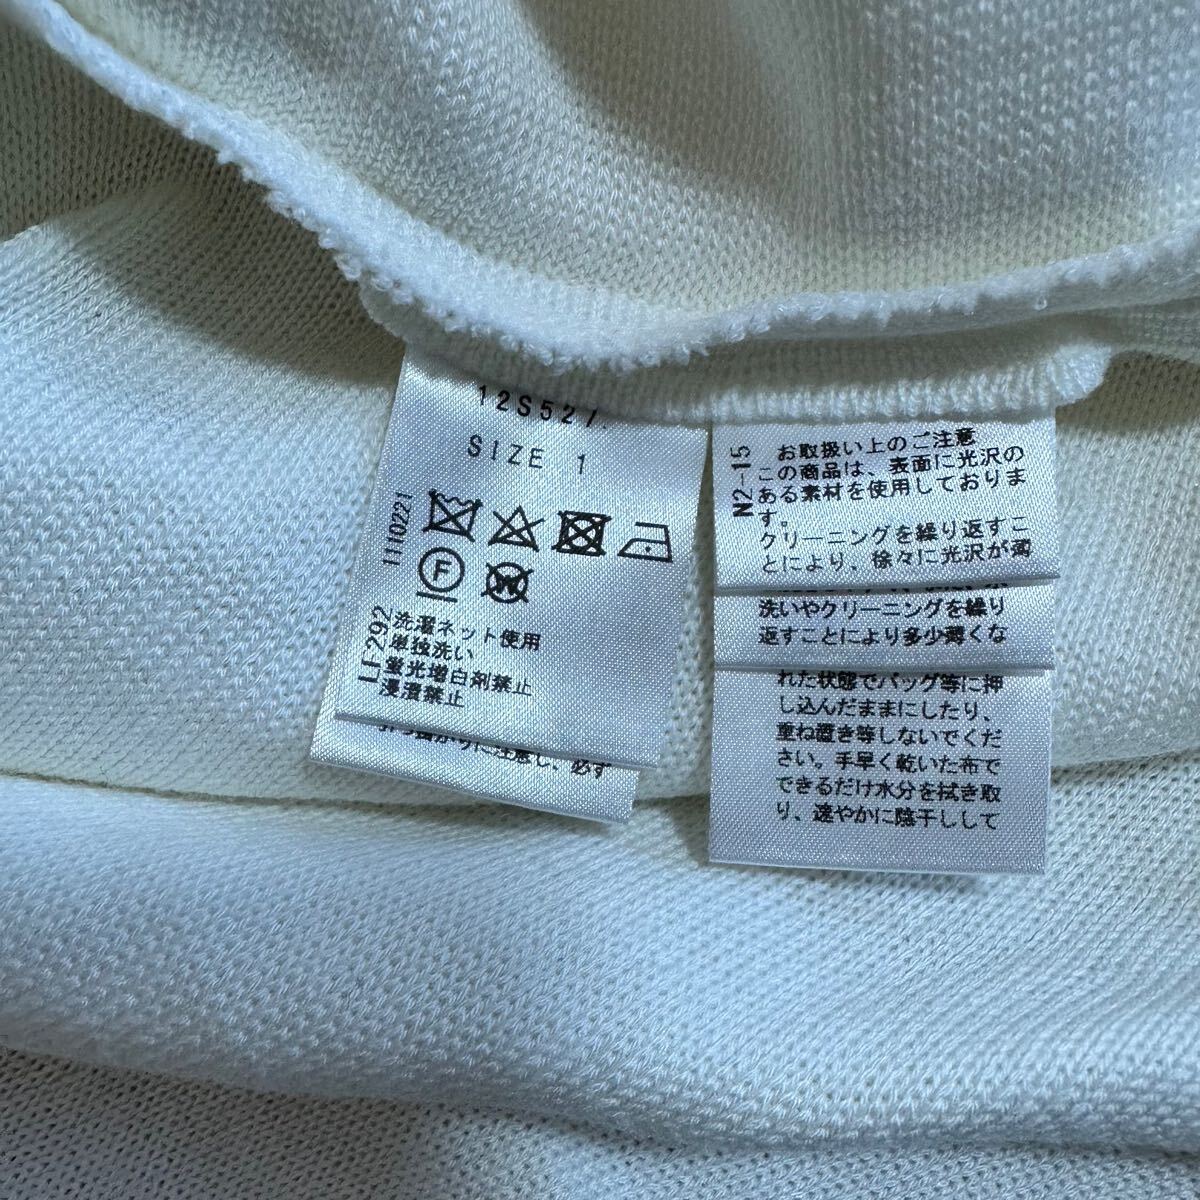 12S527
SIZE 1
1110221
F
W
LF292
洗濯ネット使用
単独洗い
蛍光増白剤禁止
浸漬禁止
に注意し、必ず
N2-15
お取扱い上のご注意
この商品は、表面に光沢の
ある素材を使用しておりま
す。
クリーニングを繰り返すこ
とにより、徐々に光沢が薄
洗いやクリーニングを繰り
返すことにより多少薄くな
れた状態でバッグ等に押
し込んだままにしたり、
重ね置き等しないでくだ
さい。手早く乾いた布で
できるだけ水分を拭き取
り、速やかに陰干しして